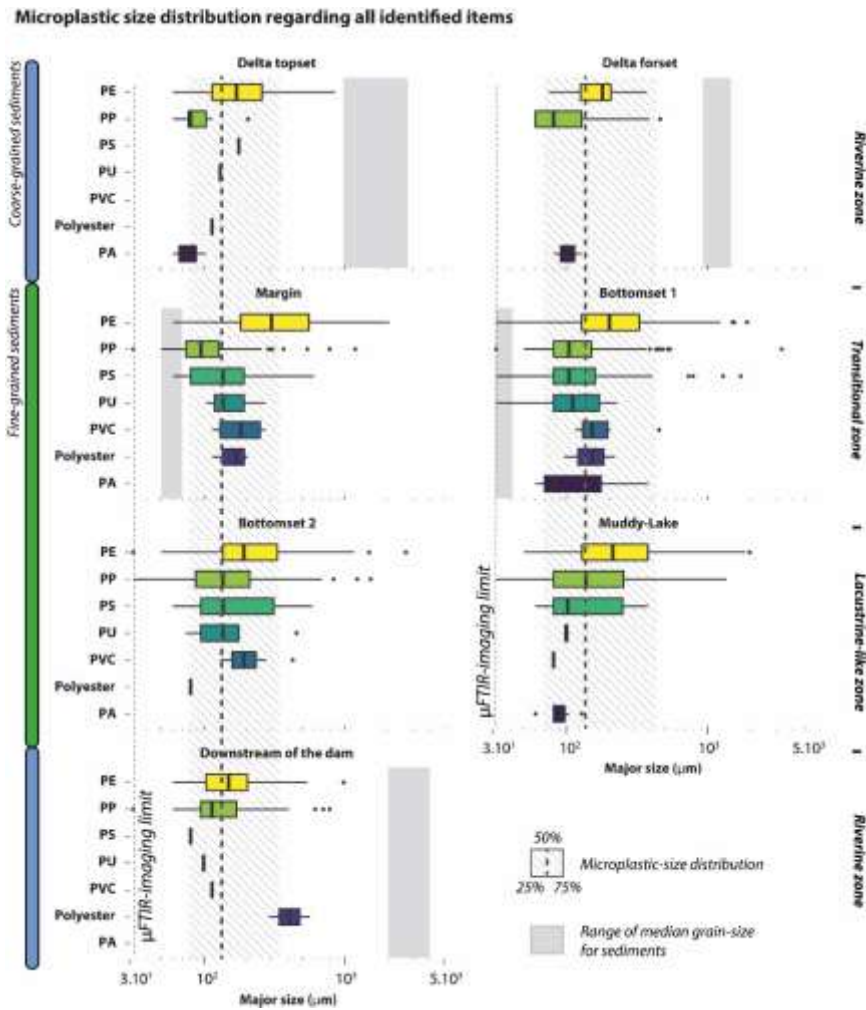 Microplastic size distribution regarding all identified items
Coarse-grained sediments
Fine-grained sediments
Delta topset
PE
PP
PS
PU
PVC
Polyester
PA
Delta forset
Riverine zone
Margin
PE
PP
PS
PU
PVC
Polyester
PA
Bottomset 1
Transitional zone
Bottomset 2
PE
PP
PS
PU
PVC
Polyester
PA
Muddy-Lake
µFTIR-imaging limit
3.10¹ 10² 10³ 5.10³
Major size (µm)
Lacustrine-like zone
Downstream of the dam
PE
PP
PS
PU
PVC
Polyester
PA
µFTIR-imaging limit
3.10¹ 10² 10³ 5.10³
Major size (µm)
50%
25% 75%
Microplastic-size distribution
Range of median grain-size
for sediments
Riverine zone